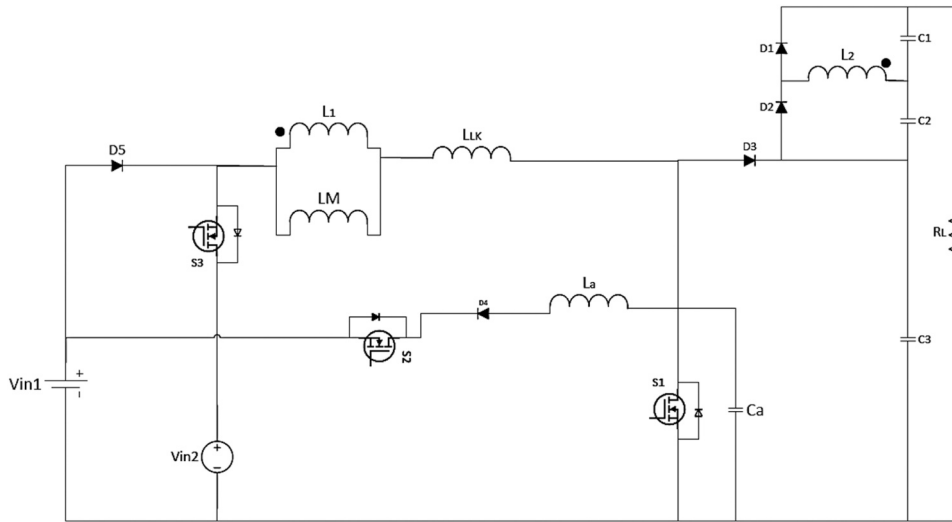 C1
D1
L2
D2
C2
L1
LLK
D5
D3
LM
RL
S3
La
D4
S2
C3
Vin1
+
-
S1
Ca
Vin2
+
-